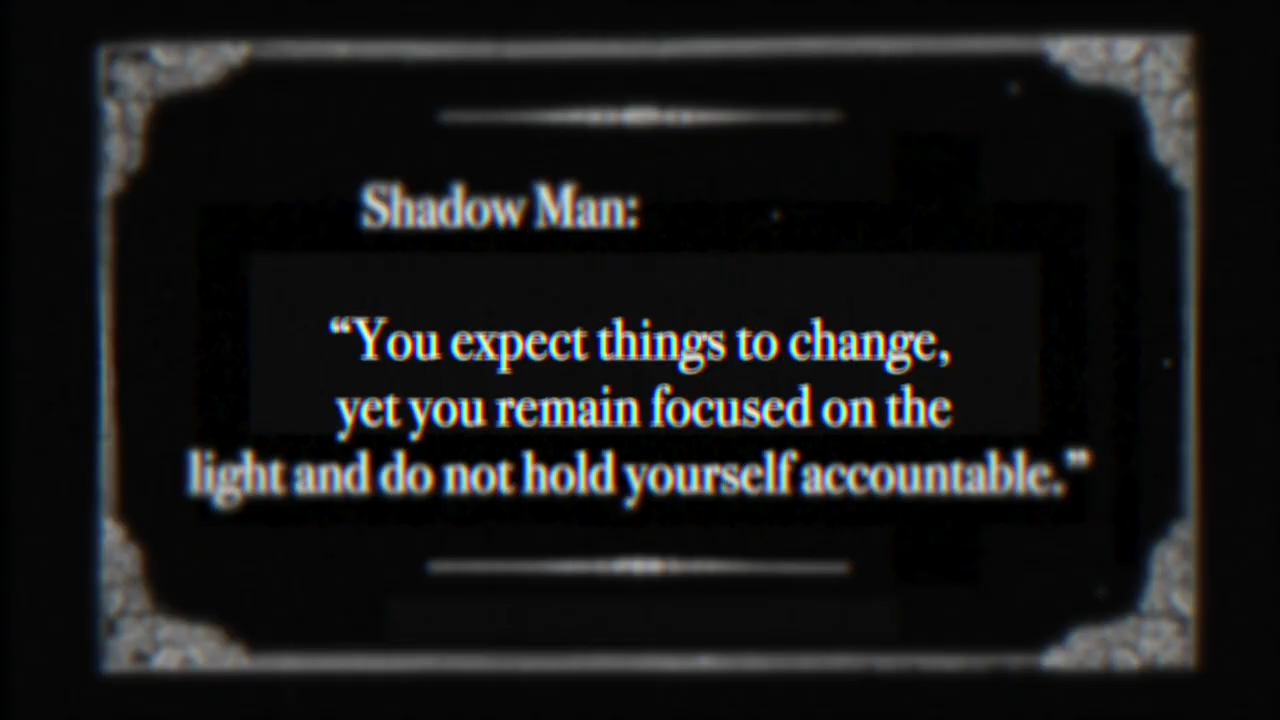 Shadow Man:
“You expect things to change,
yet you remain focused on the
light and do not hold yourself accountable.”